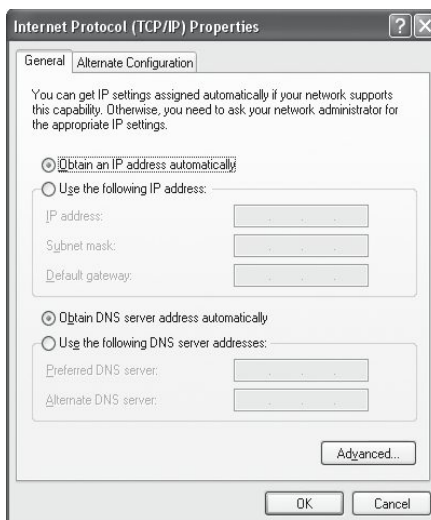 Internet Protocol (TCP/IP) Properties
General
Alternate Configuration
You can get IP settings assigned automatically if your network supports
this capability. Otherwise, you need to ask your network administrator for
the appropriate IP settings.
Obtain an IP address automatically
Use the following IP address:
IP address:
Subnet mask:
Default gateway:
Obtain DNS server address automatically
Use the following DNS server addresses:
Preferred DNS server:
Alternate DNS server:
Advanced...
OK
Cancel